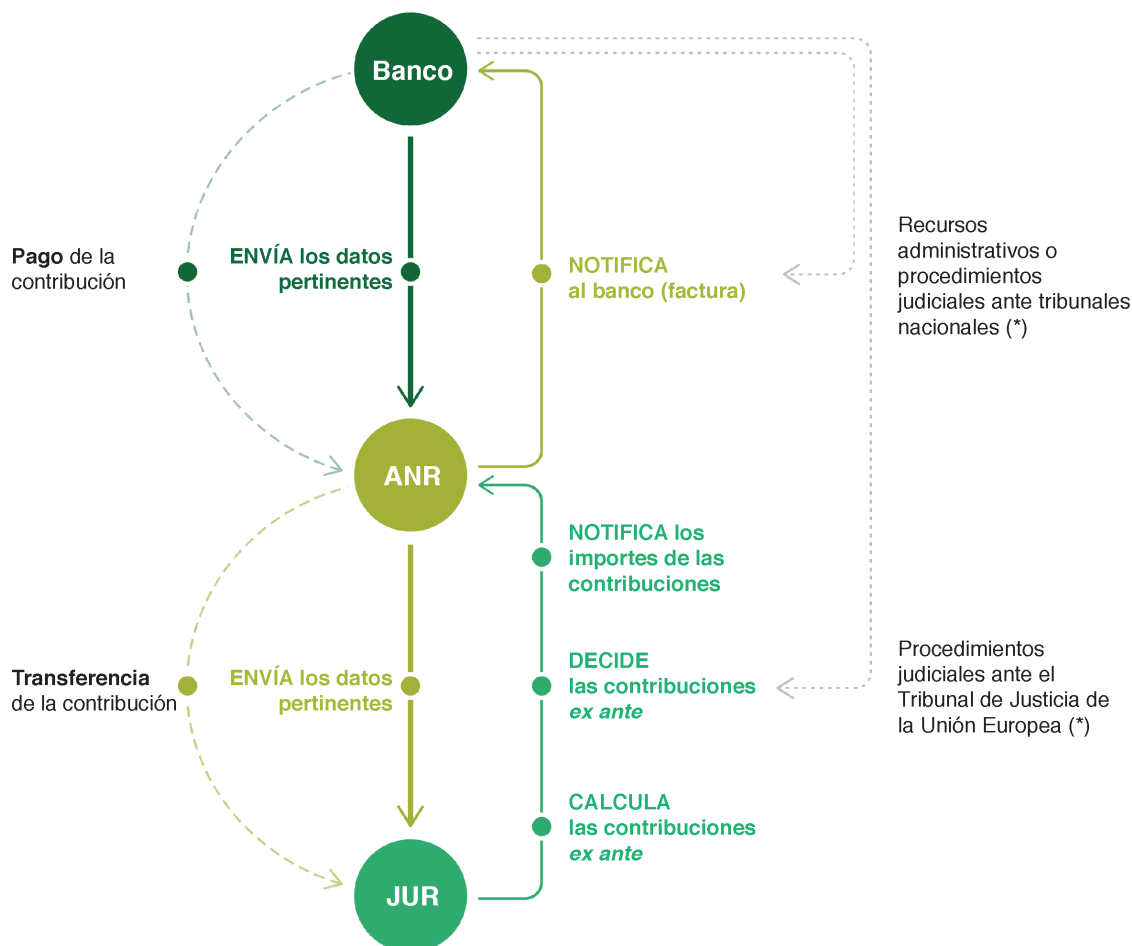 Banco
Pago de la
contribución
ENVÍA los datos
pertinentes
NOTIFICA
al banco (factura)
Recursos
administrativos o
procedimientos
judiciales ante tribunales
nacionales (*)
ANR
NOTIFICA los
importes de las
contribuciones
Transferencia
de la contribución
ENVÍA los datos
pertinentes
DECIDE
las contribuciones
ex ante
Procedimientos
judiciales ante el
Tribunal de Justicia de
la Unión Europea (*)
CALCULA
las contribuciones
ex ante
JUR